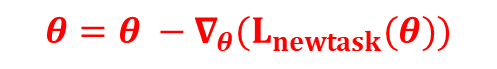 θ = θ − ∇θ(Lnewtask(θ))